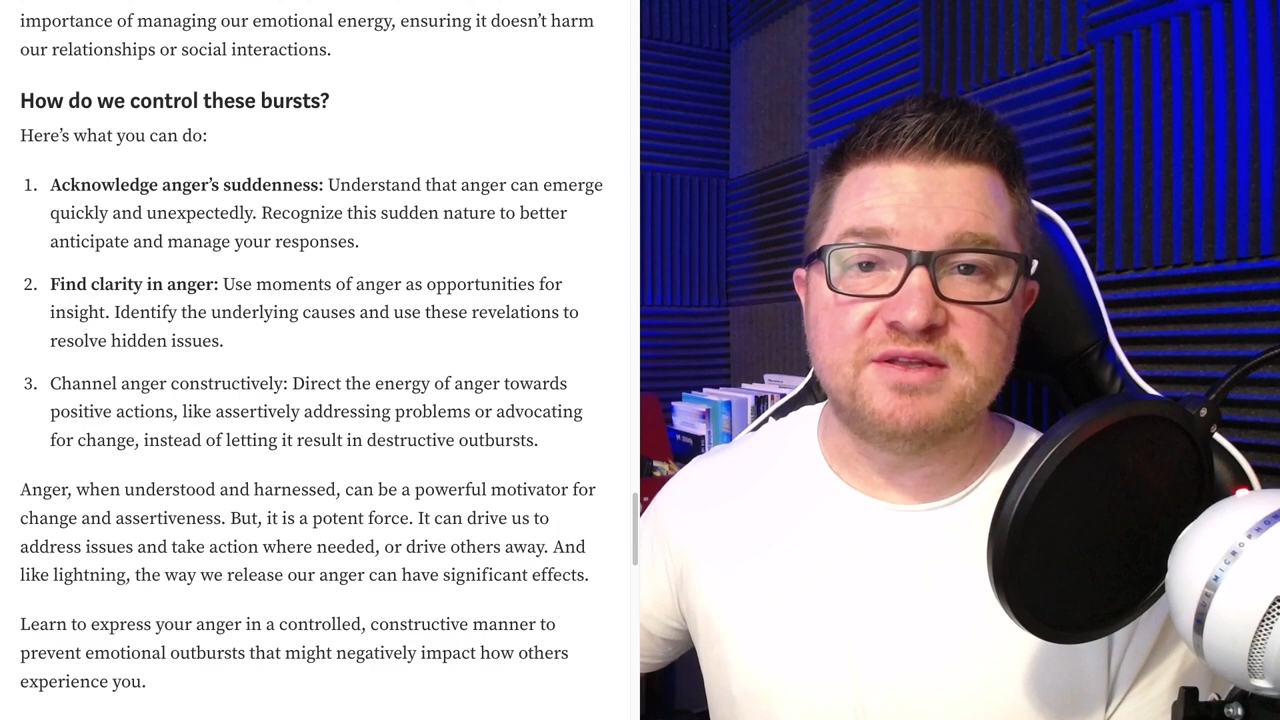 importance of managing our emotional energy, ensuring it doesn’t harm
our relationships or social interactions.
How do we control these bursts?
Here’s what you can do:
1. Acknowledge anger’s suddenness: Understand that anger can emerge
quickly and unexpectedly. Recognize this sudden nature to better
anticipate and manage your responses.
2. Find clarity in anger: Use moments of anger as opportunities for
insight. Identify the underlying causes and use these revelations to
resolve hidden issues.
3. Channel anger constructively: Direct the energy of anger towards
positive actions, like assertively addressing problems or advocating
for change, instead of letting it result in destructive outbursts.
Anger, when understood and harnessed, can be a powerful motivator for
change and assertiveness. But, it is a potent force. It can drive us to
address issues and take action where needed, or drive others away. And
like lightning, the way we release our anger can have significant effects.
Learn to express your anger in a controlled, constructive manner to
prevent emotional outbursts that might negatively impact how others
experience you.
BLUE MICROPHON